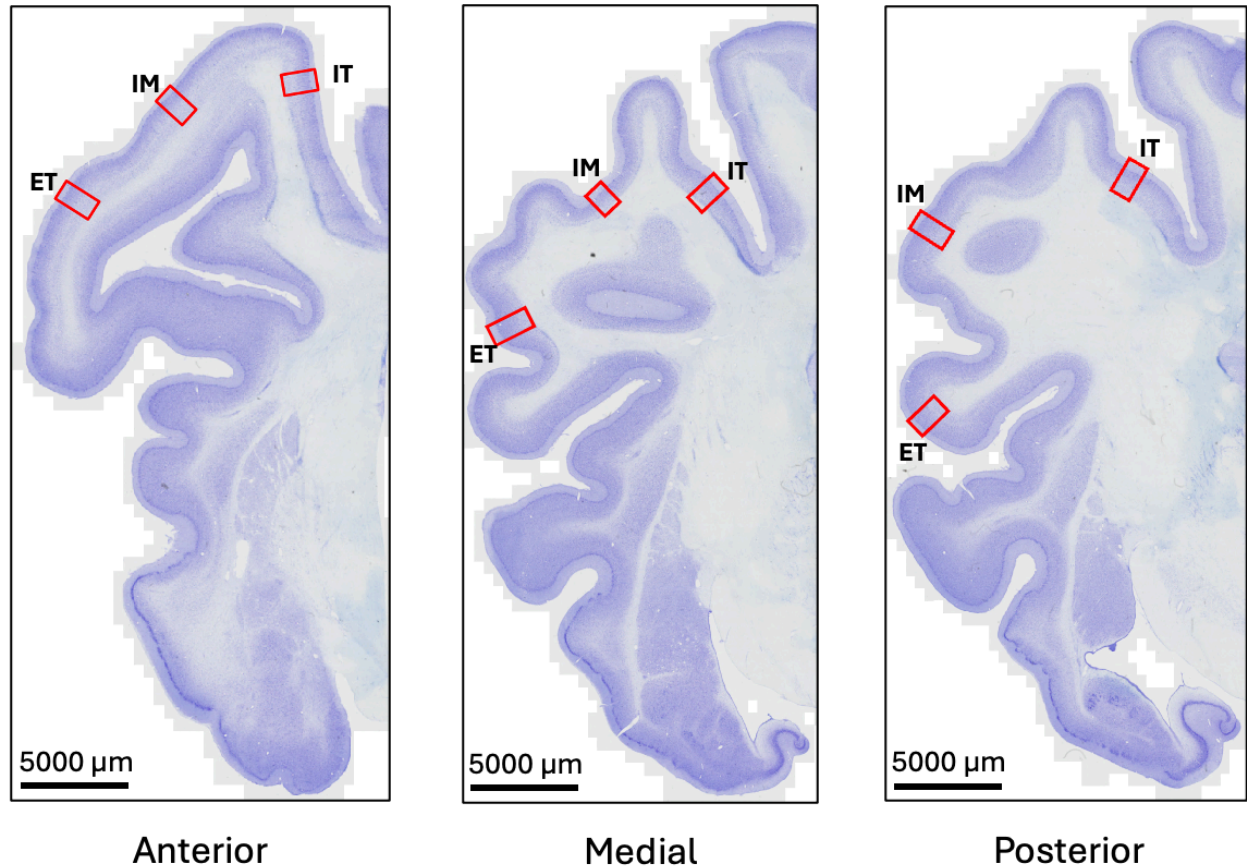 IM
IT
ET
5000 µm
Anterior
IM
IT
ET
5000 µm
Medial
IT
IM
ET
5000 µm
Posterior